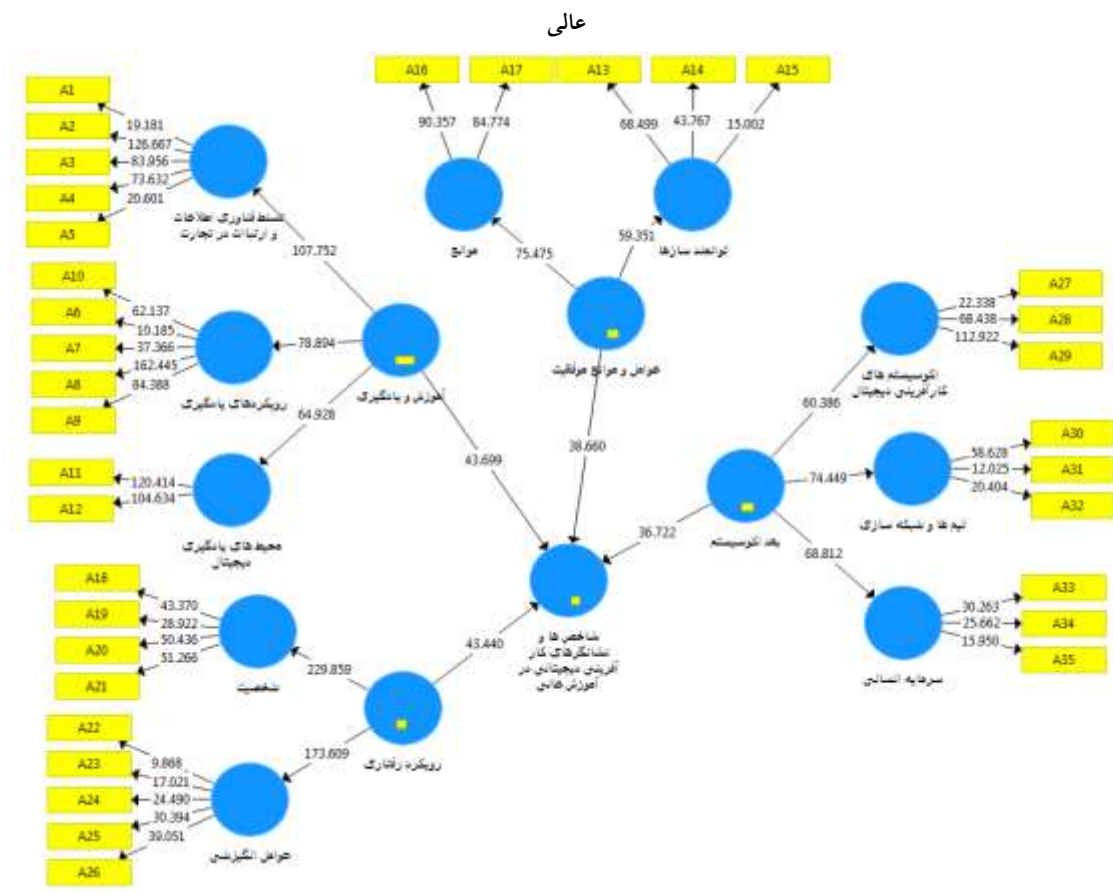 عالی
A16
A17
A13
A14
A15
90.357
84.774
68.499
43.767
15.002
موانع
توانمند سازها
75.475
59.351
عوامل و موانع موفقیت
38.660
A1
A2
A3
A4
A5
19.181
126.667
83.956
73.632
20.601
تسلط فناوری اطلاعات
و ارتباطات در تجارت
107.752
A10
A6
A7
A8
A9
62.137
37.366
162.445
84.388
رویکردهای یادگیری
78.894
آموزش و یادگیری
64.928
43.699
A11
A12
120.414
104.634
محیط های یادگیری
دیجیتال
A27
A28
A29
22.338
68.438
112.922
اکوسیستم های
کارآفرینی دیجیتال
60.386
A30
A31
A32
58.628
12.025
20.404
تیم ها و شبکه سازی
74.449
بعد اکوسیستم
36.722
68.812
A33
A34
A35
30.263
25.662
15.950
سرمایه انسانی
شاخص ها و
نشانگرهای کار
آفرینی دیجیتالی در
آموزش عالی
A18
A19
A20
A21
43.370
28.922
50.436
51.266
شخصیت
229.859
43.440
رویکرد رفتاری
173.609
A22
A23
A24
A25
A26
9.868
17.021
24.490
30.394
39.051
عوامل انگیزشی